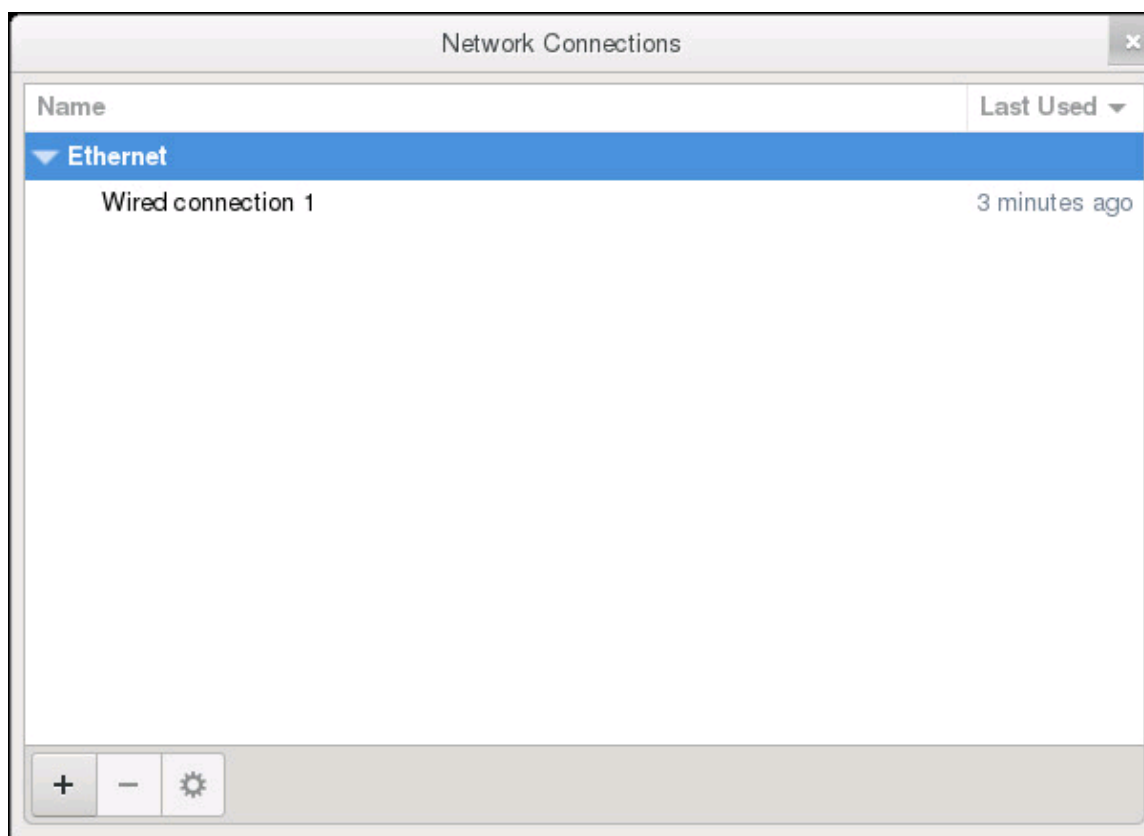 Network Connections
Name Last Used
Ethernet
Wired connection 1 3 minutes ago